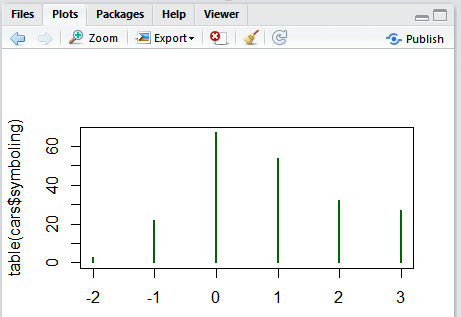 Files Plots Packages Help Viewer
Zoom Export Publish
table(cars$symboling)
60
40
20
0
-2 -1 0 1 2 3